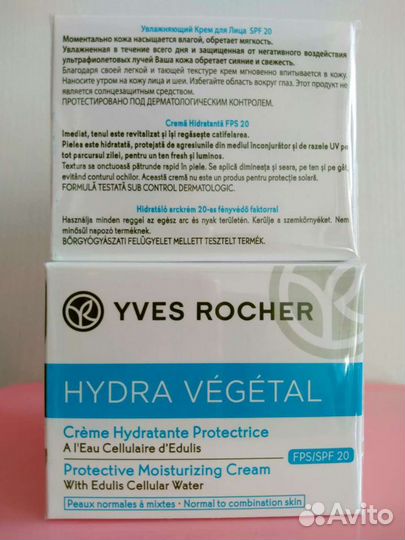 Увлажняющий Крем для Лица SPF 20
Моментально кожа насыщается влагой, обретает мягкость.
Увлажненная в течение всего дня и защищенная от негативного воздействия
ультрафиолетовых лучей Ваша кожа обретает сияние и свежесть.
Благодаря своей легкой и тающей текстуре крем мгновенно впитывается в кожу.
Наносите утром на кожу лица и шеи. Избегайте область вокруг глаз. Этот продукт не
является солнцезащитным средством.
ПРОТЕСТИРОВАНО ПОД ДЕРМАТОЛОГИЧЕСКИМ КОНТРОЛЕМ.
Cremă Hidratantă FPS 20
Imediat, tenul este revitalizat și își regăsește catifelarea.
Pielea este hidratată, protejată de agresiunile din mediul înconjurător și de razele UV pe
tot parcursul zilei, pentru un ten fresh și luminos.
Textura sa onctuoasă pătrunde rapid în piele. Se aplică dimineața și seara, pe ten și pe gât,
evitând conturul ochilor. Această cremă nu este un produs pentru protecție solară.
FORMULĂ TESTATĂ SUB CONTROL DERMATOLOGIC.
Hidratáló arckrém 20-as fényvédő faktorral
Használja minden reggel az egész arc és nyak területén. Kerülje a szemkörnyéket. Nem
minősül napozó terméknek.
BŐRGYÓGYÁSZATI FELÜGYELET MELLETT TESZTELT TERMÉK.
YVES ROCHER
HYDRA VÉGÉTAL
Crème Hydratante Protectrice
A l'Eau Cellulaire d'Edulis
FPS/SPF 20
Protective Moisturizing Cream
With Edulis Cellular Water
Peaux normales à mixtes • Normal to combination skin
Avito